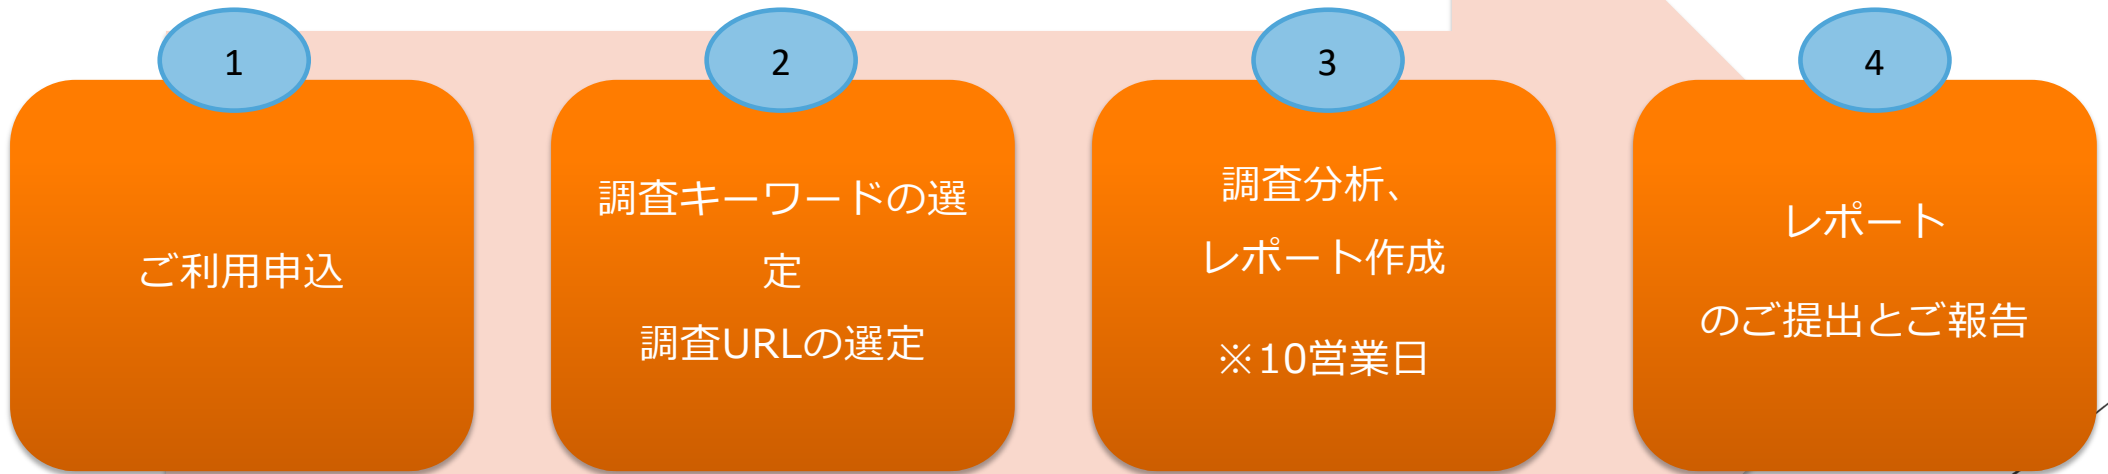 1
ご利用申込
2
調査キーワードの選
定
調査URLの選定
3
調査分析、
レポート作成
※10営業日
4
レポート
のご提出とご報告